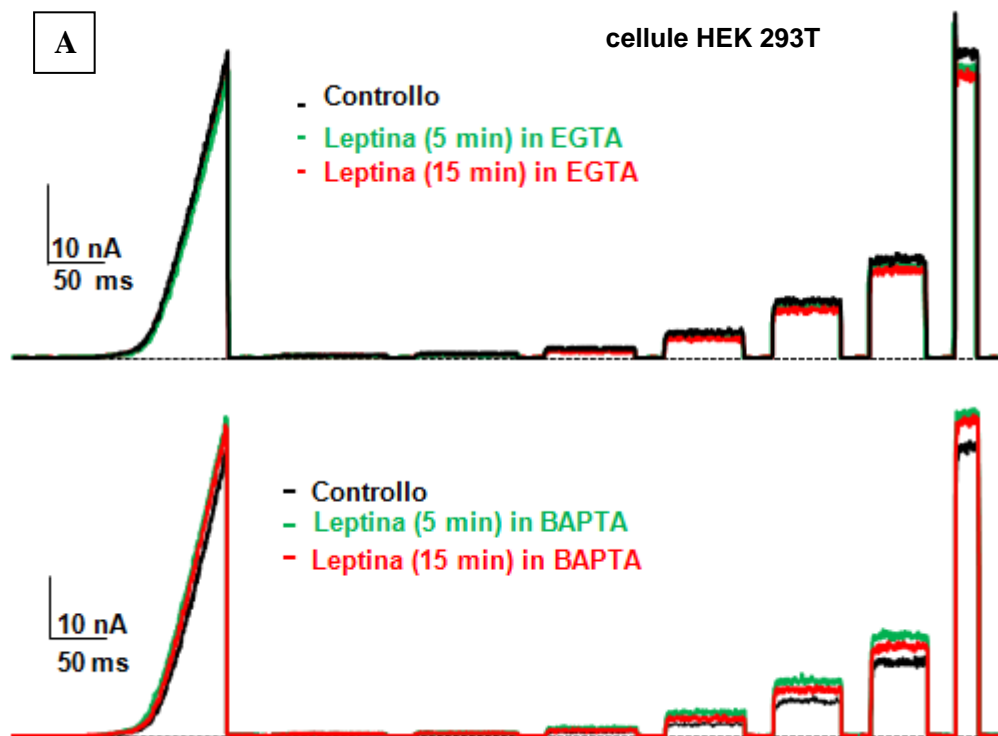 A
cellule HEK 293T
- Controllo
- Leptina (5 min) in EGTA
- Leptina (15 min) in EGTA
10 nA
50 ms
- Controllo
- Leptina (5 min) in BAPTA
- Leptina (15 min) in BAPTA
10 nA
50 ms